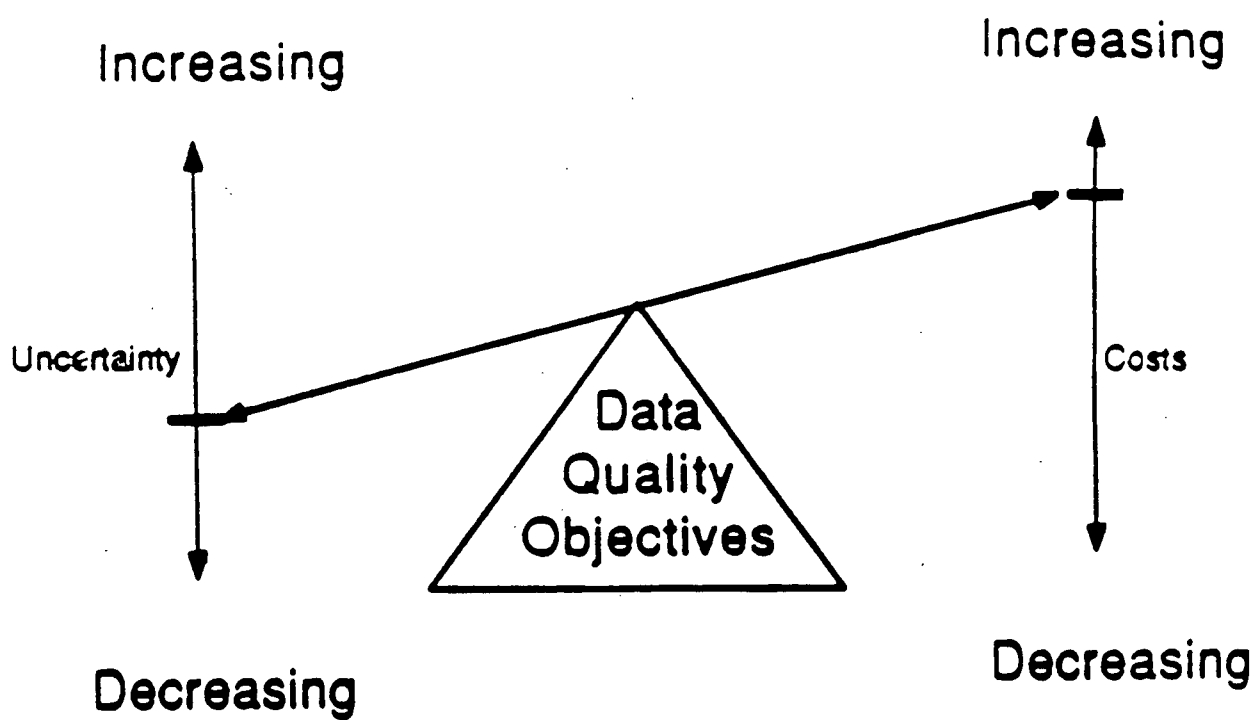 Increasing
Increasing
Uncertainty
Costs
Data
Quality
Objectives
Decreasing
Decreasing